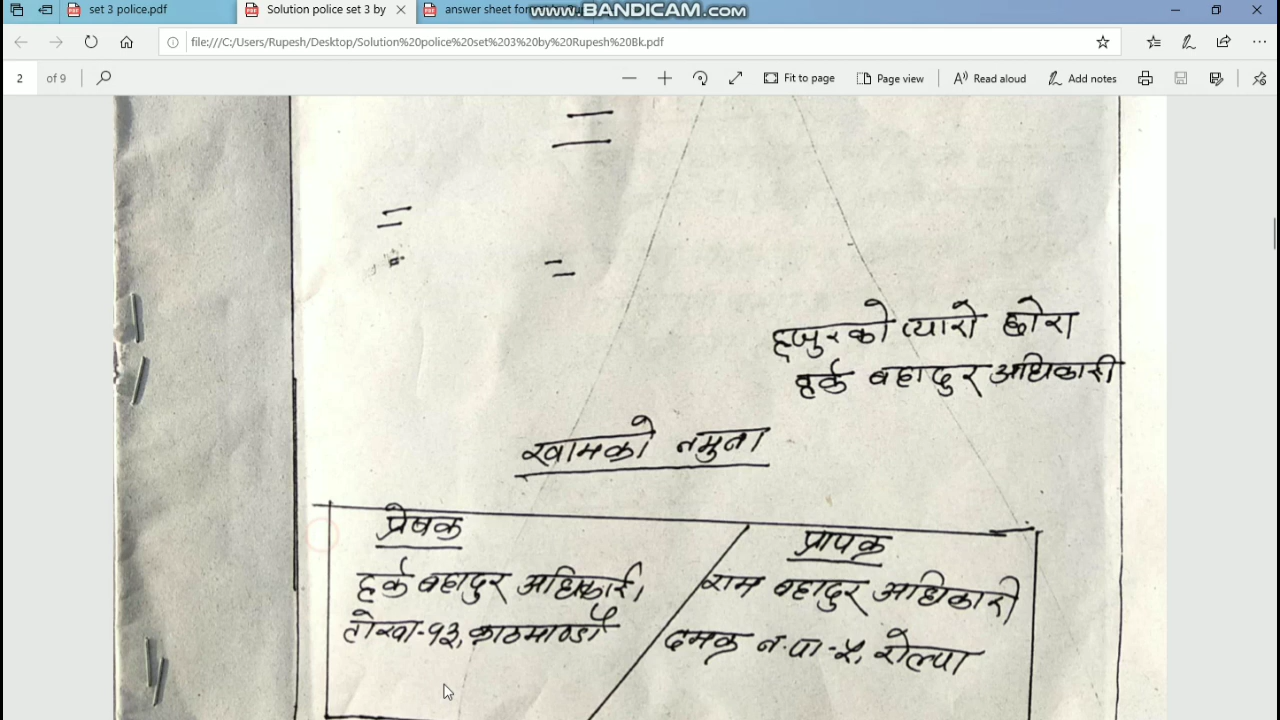 set 3 police.pdf
Solution police set 3 by
answer sheet for
www.BANDICAM.com
file:///C:/Users/Rupesh/Desktop/Solution%20police%20set%203%20by%20Rupesh%20Bk.pdf
2 of 9
Fit to page
Page view
Read aloud
Add notes
हजुरको प्यारो छोरा
हर्क बहादुर अधिकारी
खामको नमुना
प्रेषक
हर्क बहादुर अधिकारी,
तोखा-१३, काठमाण्डौ
प्रापक
राम बहादुर अधिकारी
दमक न.पा-५, रोल्पा